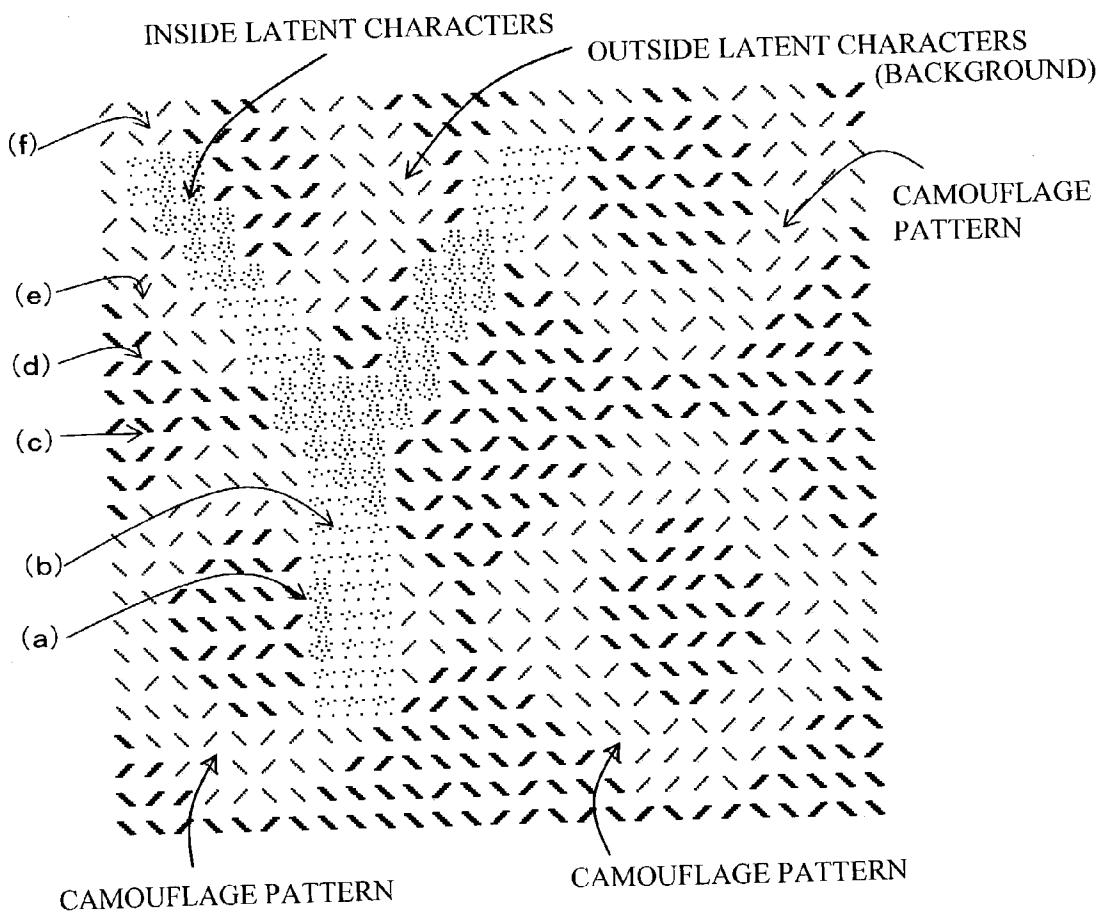 INSIDE LATENT CHARACTERS
OUTSIDE LATENT CHARACTERS
(BACKGROUND)
(f)
CAMOUFLAGE
PATTERN
(e)
(d)
(c)
(b)
(a)
CAMOUFLAGE PATTERN
CAMOUFLAGE PATTERN